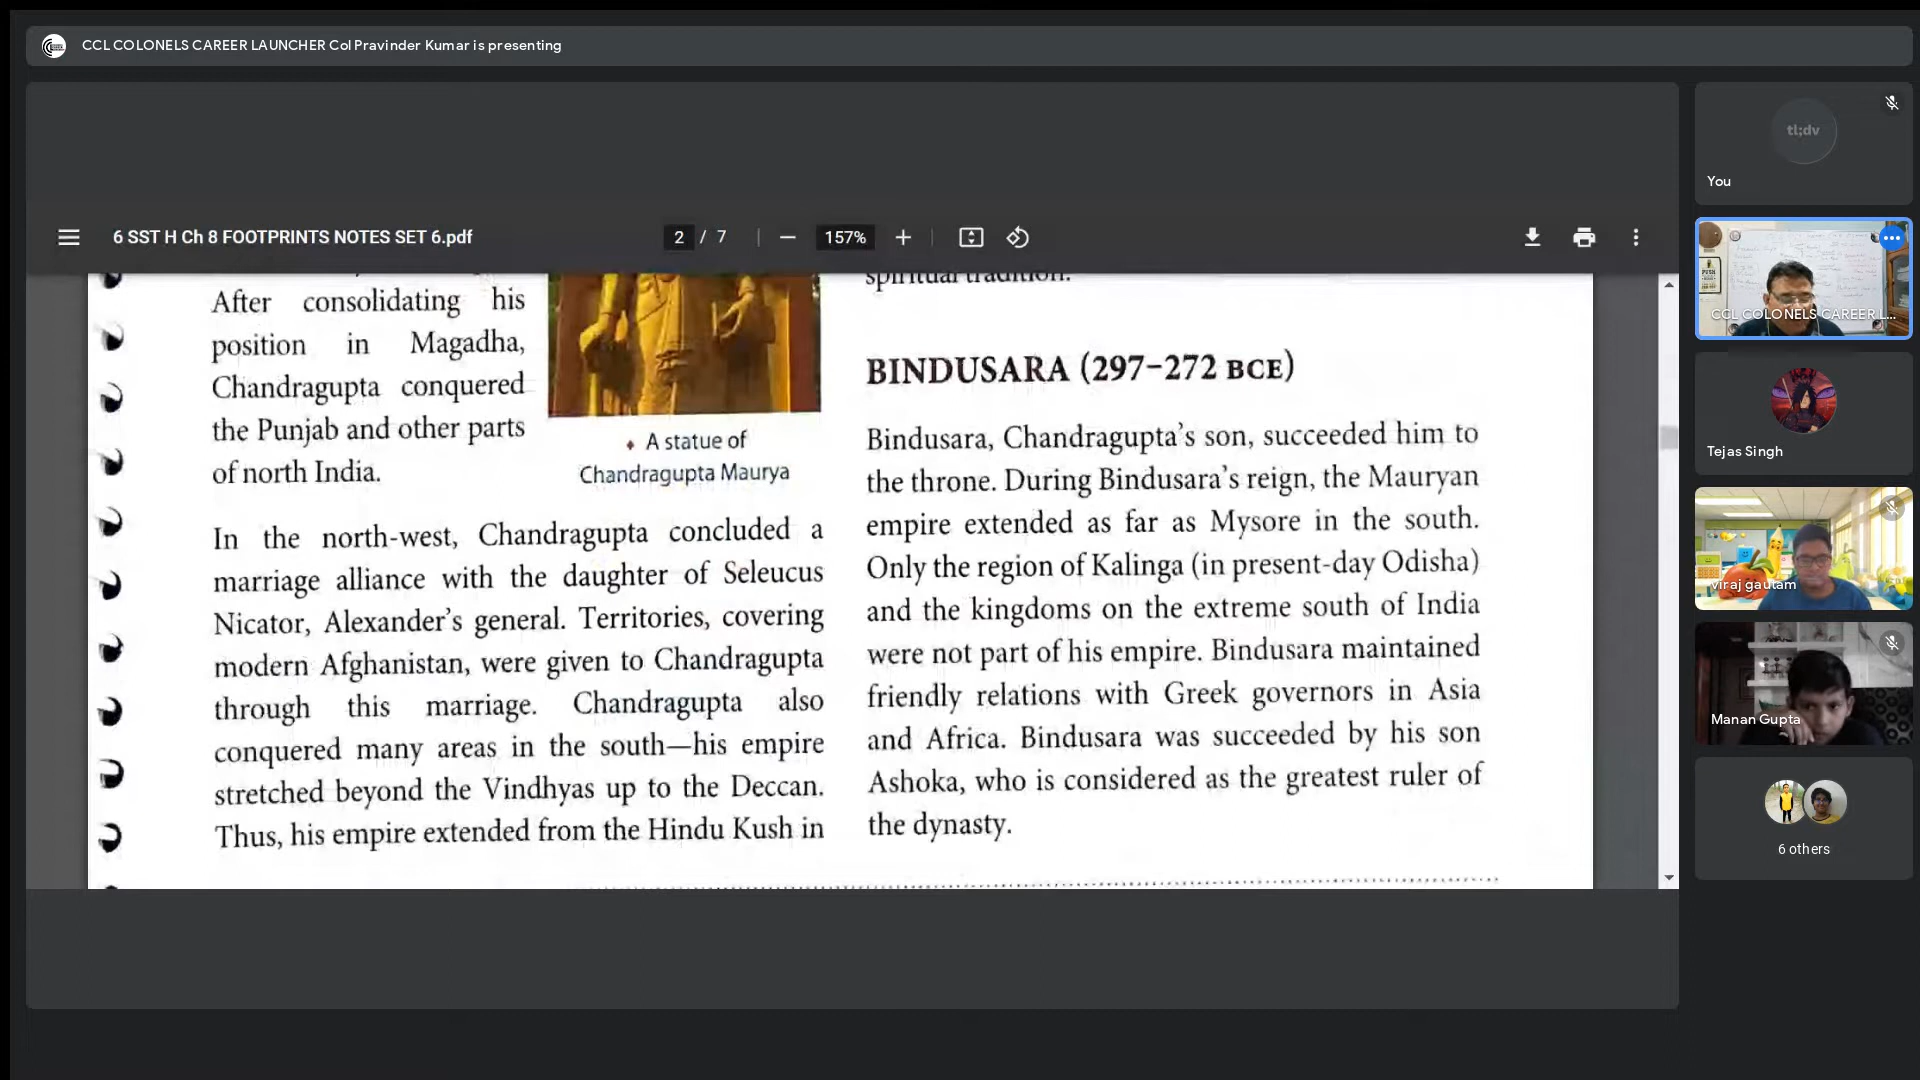 CCL COLONELS CAREER LAUNCHER Col Pravinder Kumar is presenting
6 SST H Ch 8 FOOTPRINTS NOTES SET 6.pdf
2 / 7
157%
After consolidating his
position in Magadha,
Chandragupta conquered
the Punjab and other parts
of north India.
♦ A statue of
Chandragupta Maurya
In the north-west, Chandragupta concluded a
marriage alliance with the daughter of Seleucus
Nicator, Alexander's general. Territories, covering
modern Afghanistan, were given to Chandragupta
through this marriage. Chandragupta also
conquered many areas in the south—his empire
stretched beyond the Vindhyas up to the Deccan.
Thus, his empire extended from the Hindu Kush in
spiritual tradition.
BINDUSARA (297–272 BCE)
Bindusara, Chandragupta's son, succeeded him to
the throne. During Bindusara's reign, the Mauryan
empire extended as far as Mysore in the south.
Only the region of Kalinga (in present-day Odisha)
and the kingdoms on the extreme south of India
were not part of his empire. Bindusara maintained
friendly relations with Greek governors in Asia
and Africa. Bindusara was succeeded by his son
Ashoka, who is considered as the greatest ruler of
the dynasty.
tl;dv
You
PUSH
CCL COLONELS CAREER L...
Tejas Singh
viraj gautam
Manan Gupta
6 others